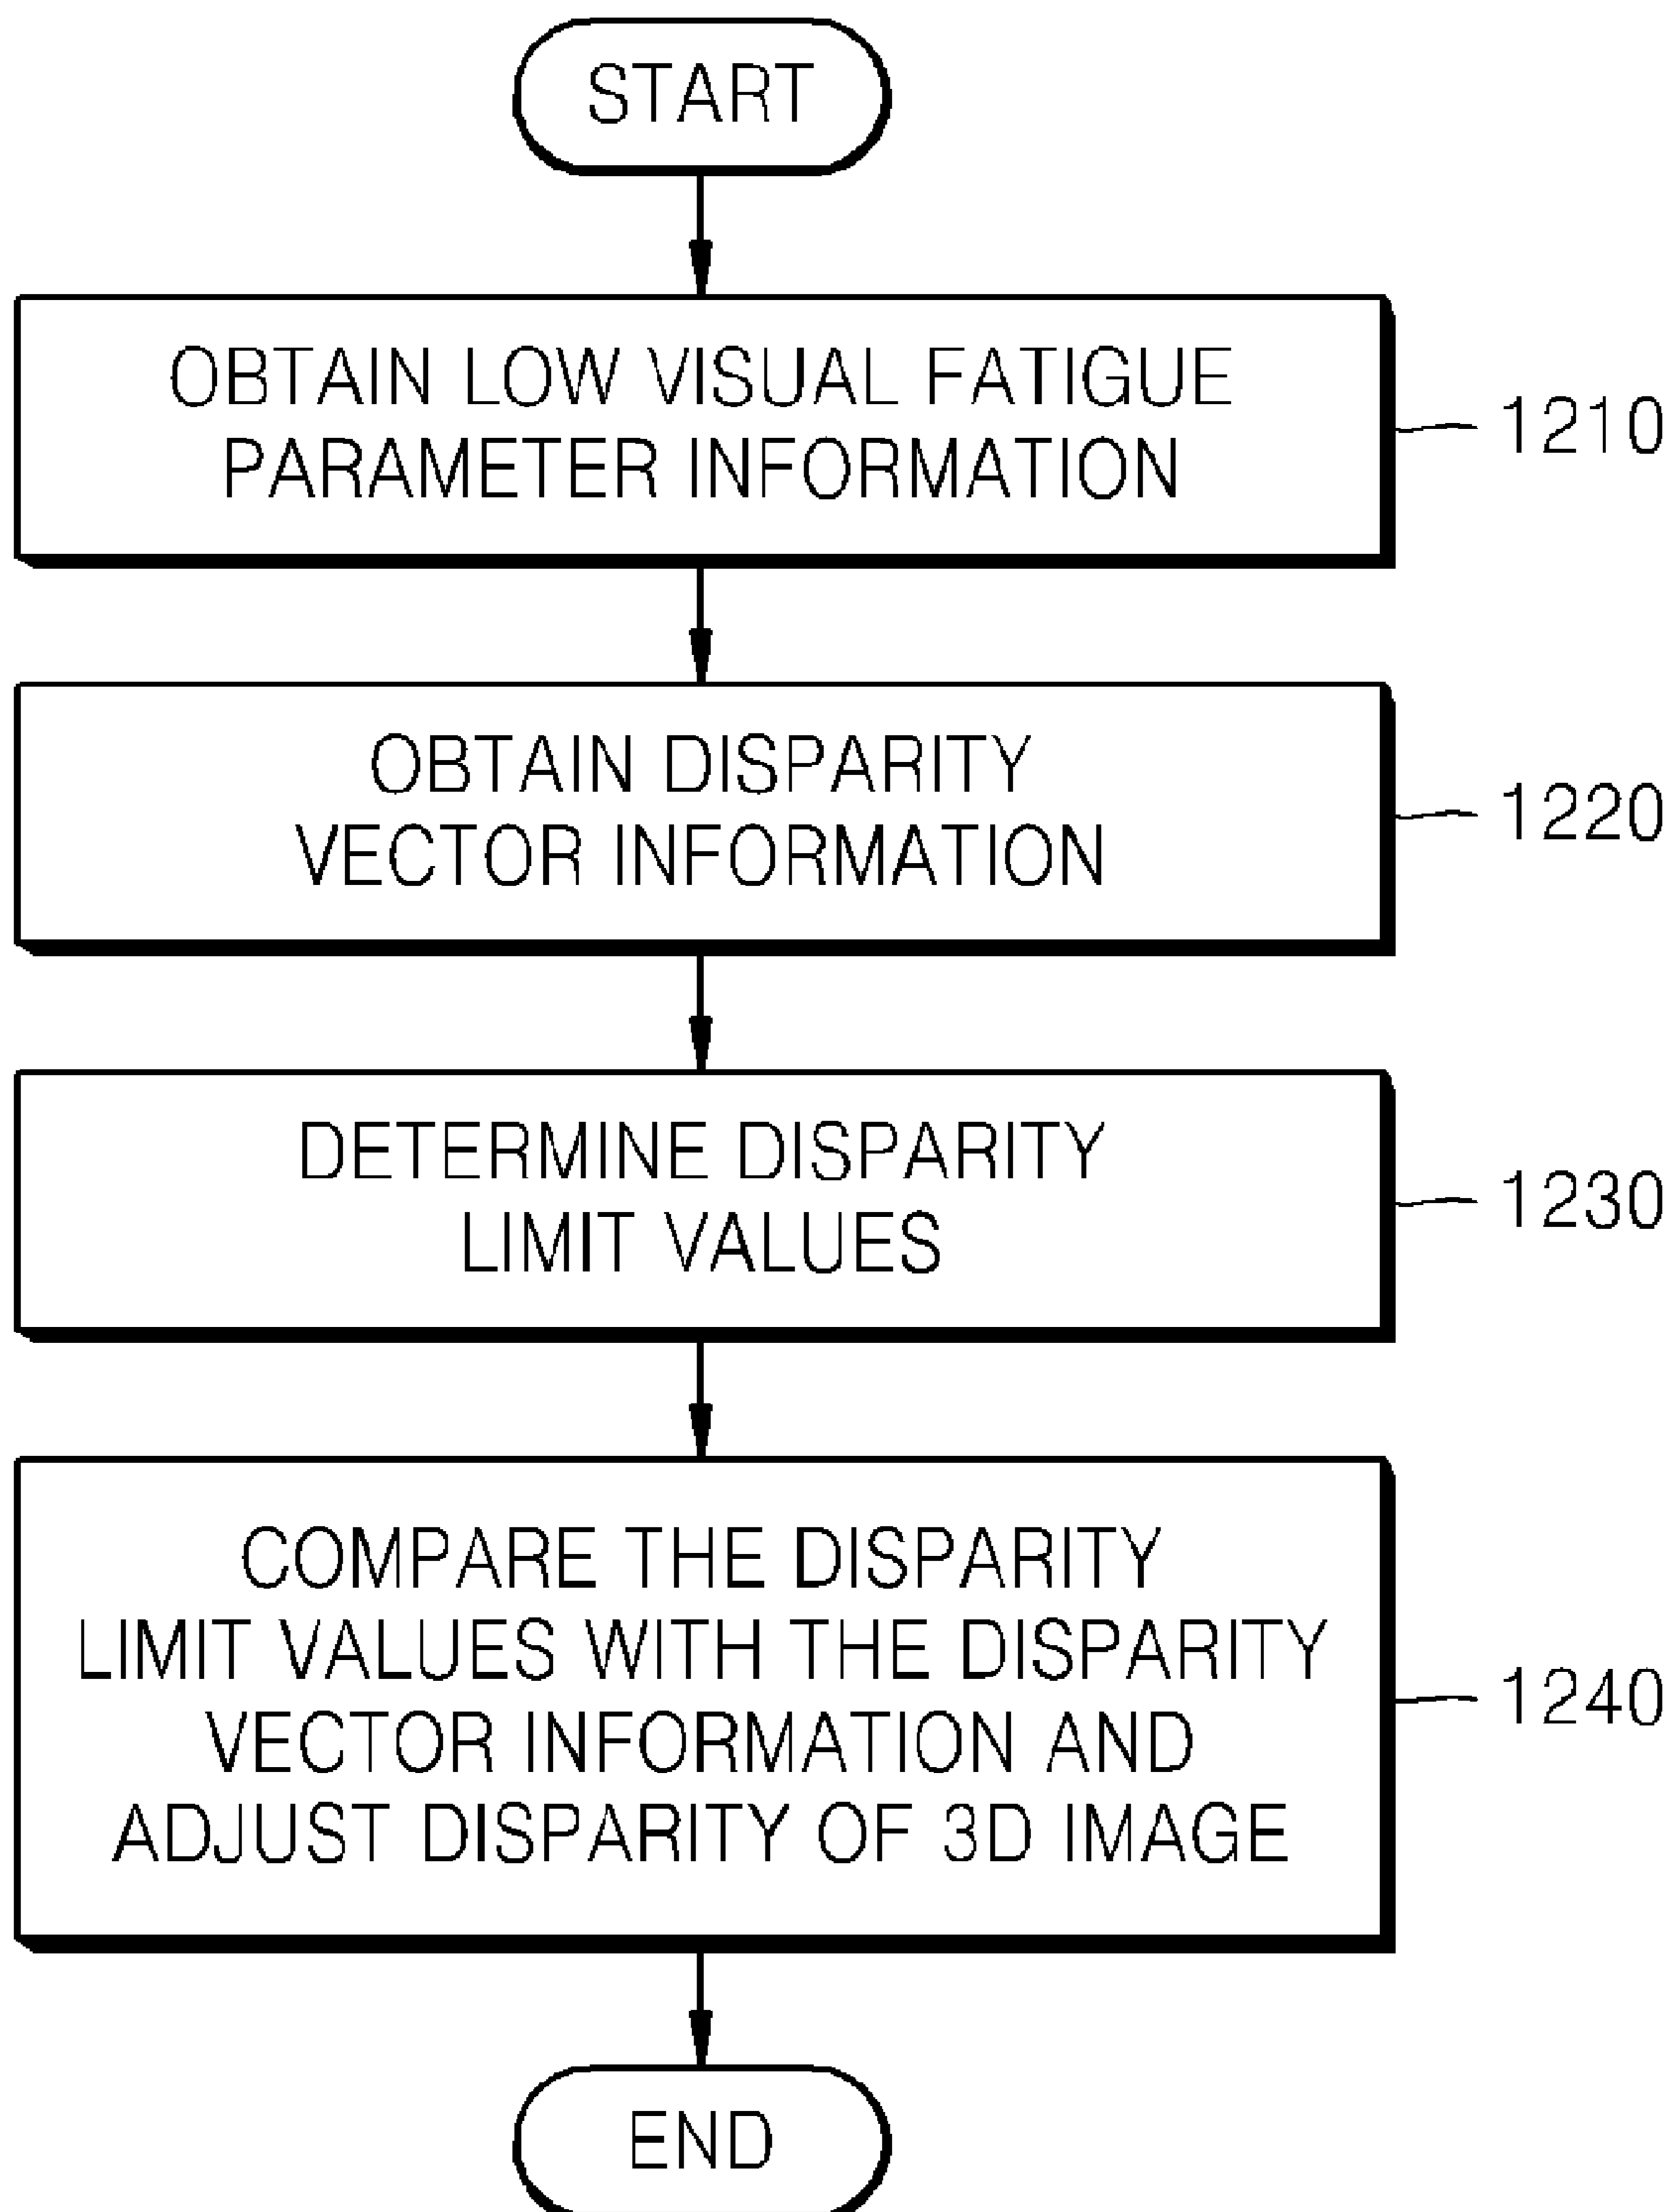 START
OBTAIN LOW VISUAL FATIGUE
PARAMETER INFORMATION
1210
OBTAIN DISPARITY
VECTOR INFORMATION
1220
DETERMINE DISPARITY
LIMIT VALUES
1230
COMPARE THE DISPARITY
LIMIT VALUES WITH THE DISPARITY
VECTOR INFORMATION AND
ADJUST DISPARITY OF 3D IMAGE
1240
END